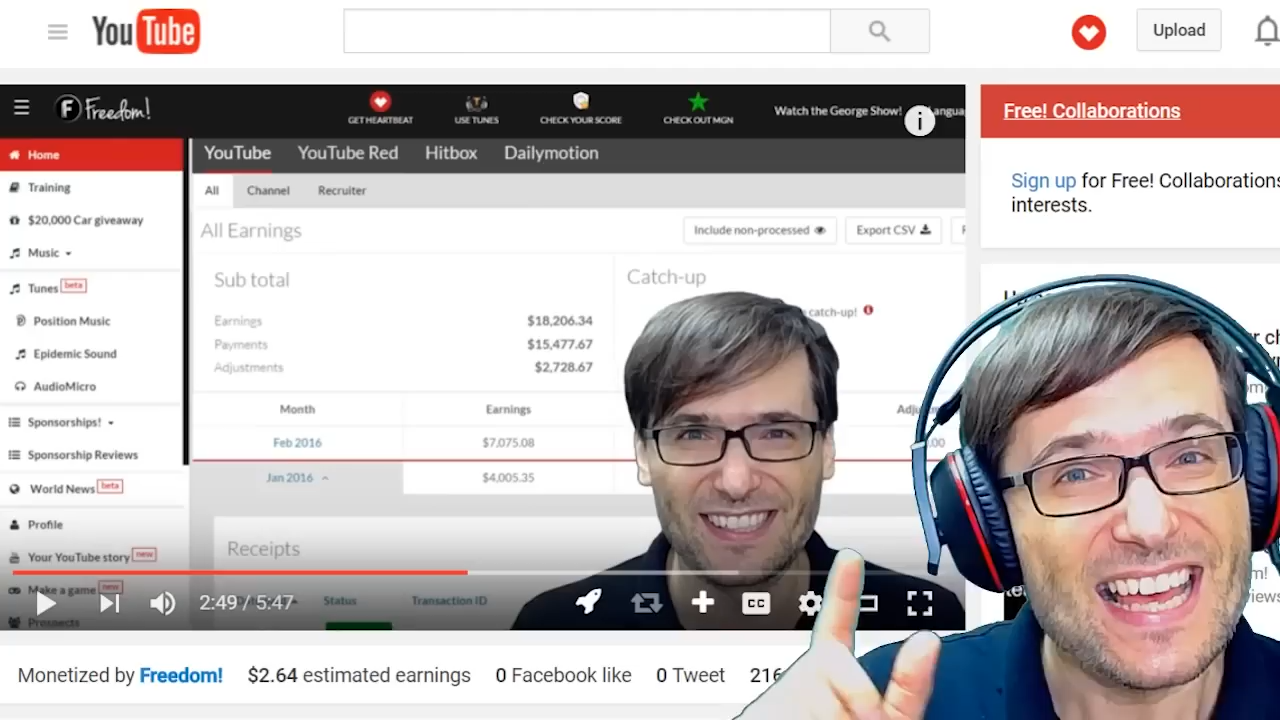 YouTube
Upload
Freedom!
GET HEARTBEAT
USE TUNES
CHECK YOUR SCORE
CHECK OUT MGN
Watch the George Show!
Home
Training
$20,000 Car giveaway
Music
Tunes beta
Position Music
Epidemic Sound
AudioMicro
Sponsorships!
Sponsorship Reviews
World News beta
Profile
Your YouTube story new
Make a game new
Prospects
YouTube YouTube Red Hitbox Dailymotion
All Channel Recruiter
All Earnings
Include non-processed
Export CSV
Sub total
Earnings $18,206.34
Payments $15,477.67
Adjustments $2,728.67
Catch-up
catch-up!
Month Earnings
Feb 2016 $7,075.08
Jan 2016 $4,005.35
Receipts
Status Transaction ID
2:49 / 5:47
CC
Monetized by Freedom! $2.64 estimated earnings 0 Facebook like 0 Tweet 216
Free! Collaborations
Sign up for Free! Collaborations
interests.